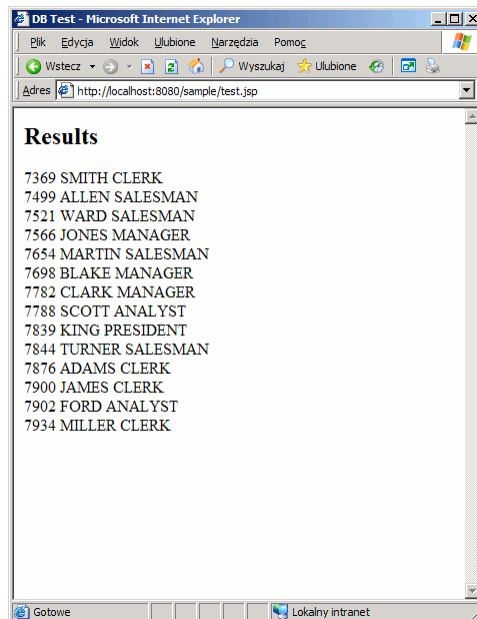 DB Test - Microsoft Internet Explorer
Plik Edycja Widok Ulubione Narzędzia Pomoc
Wstecz Wyszukaj Ulubione
Adres http://localhost:8080/sample/test.jsp
Results
7369 SMITH CLERK
7499 ALLEN SALESMAN
7521 WARD SALESMAN
7566 JONES MANAGER
7654 MARTIN SALESMAN
7698 BLAKE MANAGER
7782 CLARK MANAGER
7788 SCOTT ANALYST
7839 KING PRESIDENT
7844 TURNER SALESMAN
7876 ADAMS CLERK
7900 JAMES CLERK
7902 FORD ANALYST
7934 MILLER CLERK
Gotowe Lokalny intranet